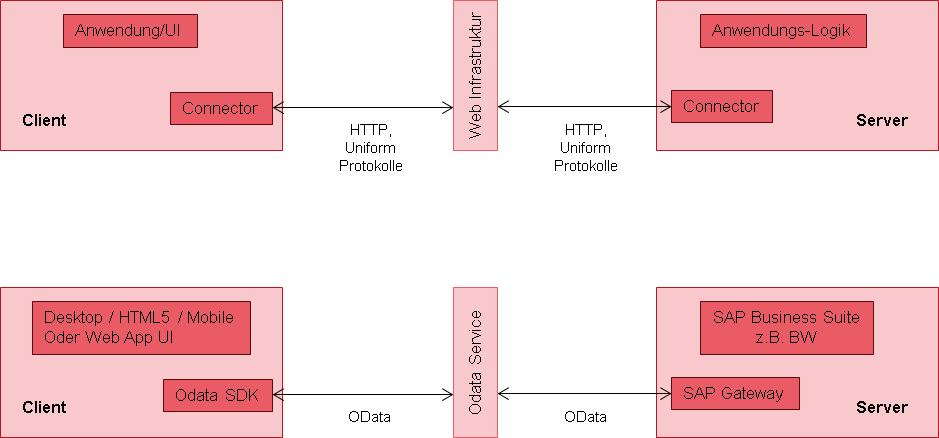 Anwendung/UI
Connector
Client
HTTP,
Uniform
Protokolle
Web Infrastruktur
HTTP,
Uniform
Protokolle
Anwendungs-Logik
Connector
Server
Desktop / HTML5 / Mobile
Oder Web App UI
Odata SDK
Client
OData
Odata Service
OData
SAP Business Suite
z.B. BW
SAP Gateway
Server